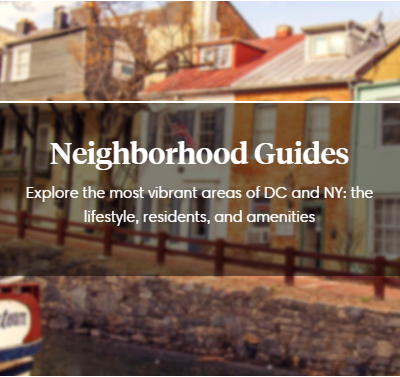 Neighborhood Guides
Explore the most vibrant areas of DC and NY: the
lifestyle, residents, and amenities